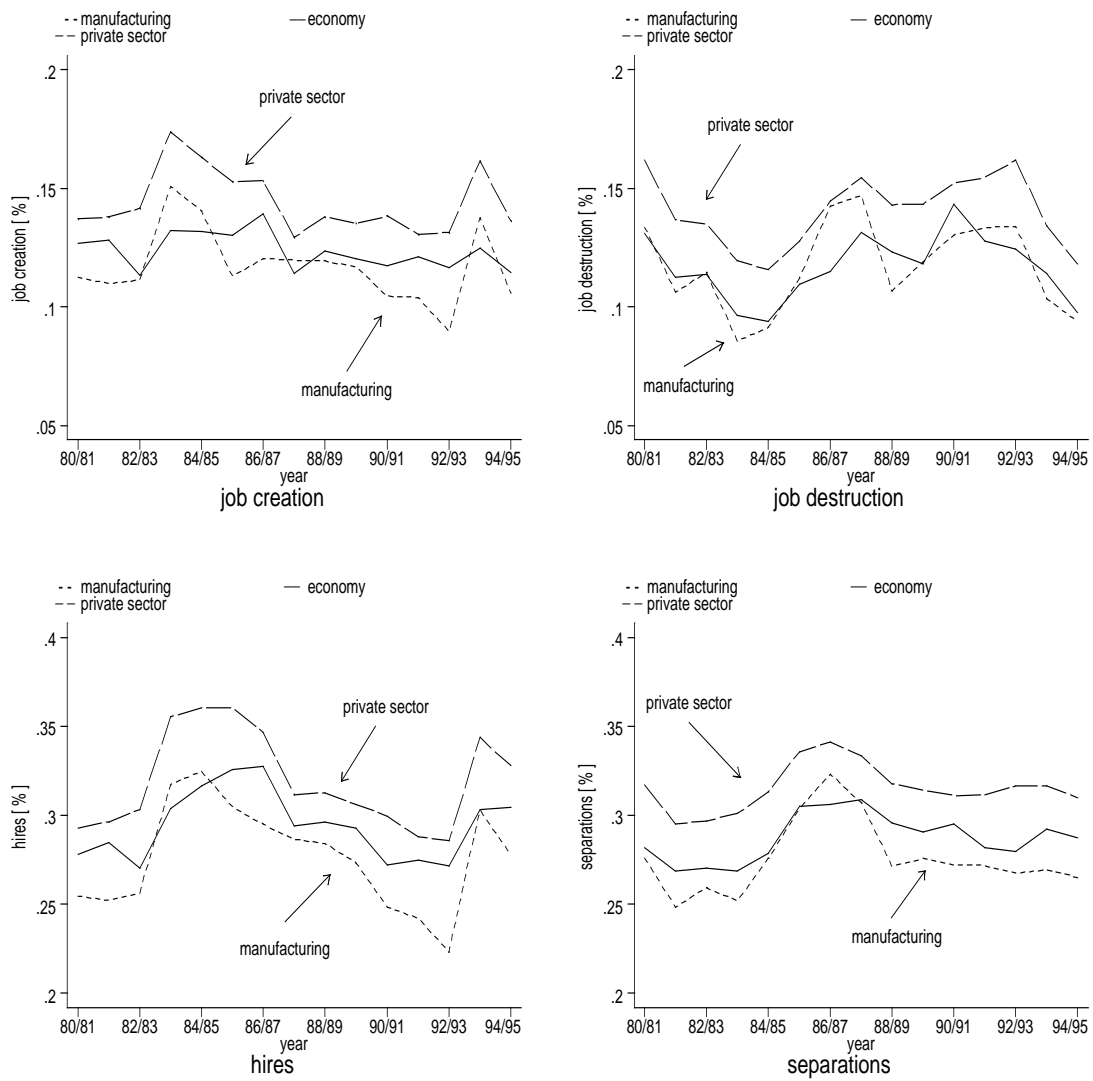 manufacturing economy
private sector
.2
private sector
.15
job creation [ % ]
.1
manufacturing
.05
80/81 82/83 84/85 86/87 88/89 90/91 92/93 94/95
year
job creation
manufacturing economy
private sector
.2
private sector
.15
job destruction [ % ]
.1
manufacturing
.05
80/81 82/83 84/85 86/87 88/89 90/91 92/93 94/95
year
job destruction
manufacturing economy
private sector
.4
private sector
.35
hires [ % ]
.3
.25
manufacturing
.2
80/81 82/83 84/85 86/87 88/89 90/91 92/93 94/95
year
hires
manufacturing economy
private sector
.4
private sector
.35
separations [ % ]
.3
.25
manufacturing
.2
80/81 82/83 84/85 86/87 88/89 90/91 92/93 94/95
year
separations